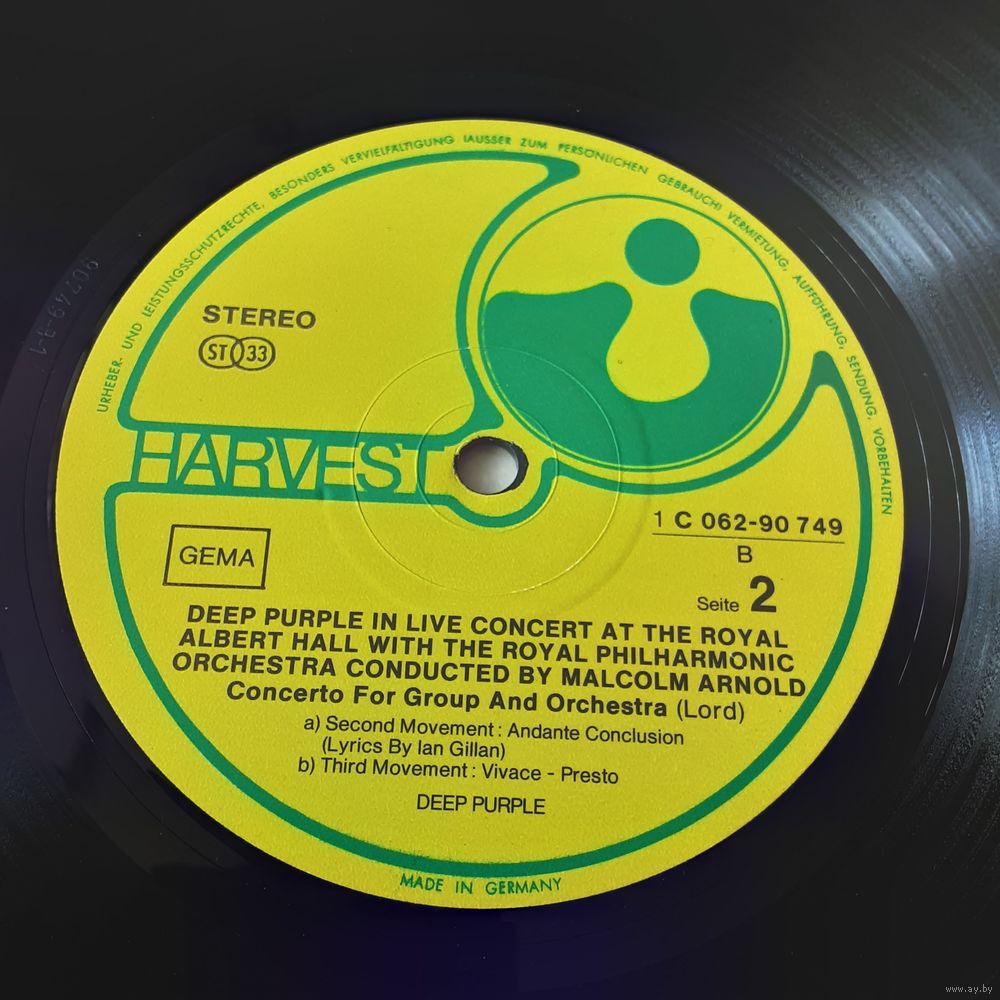 URHEBER- UND LEISTUNGSSCHUTZRECHTE, BESONDERS VERVIELFÄLTIGUNG (AUSSER ZUM PERSÖNLICHEN GEBRAUCH) VERMIETUNG, AUFFÜHRUNG, SENDUNG, VORBEHALTEN
STEREO
ST 33
HARVEST
GEMA
1 C 062-90 749
B
Seite 2
DEEP PURPLE IN LIVE CONCERT AT THE ROYAL
ALBERT HALL WITH THE ROYAL PHILHARMONIC
ORCHESTRA CONDUCTED BY MALCOLM ARNOLD
Concerto For Group And Orchestra (Lord)
a) Second Movement: Andante Conclusion
(Lyrics By Ian Gillan)
b) Third Movement: Vivace - Presto
DEEP PURPLE
MADE IN GERMANY
www.ay.by